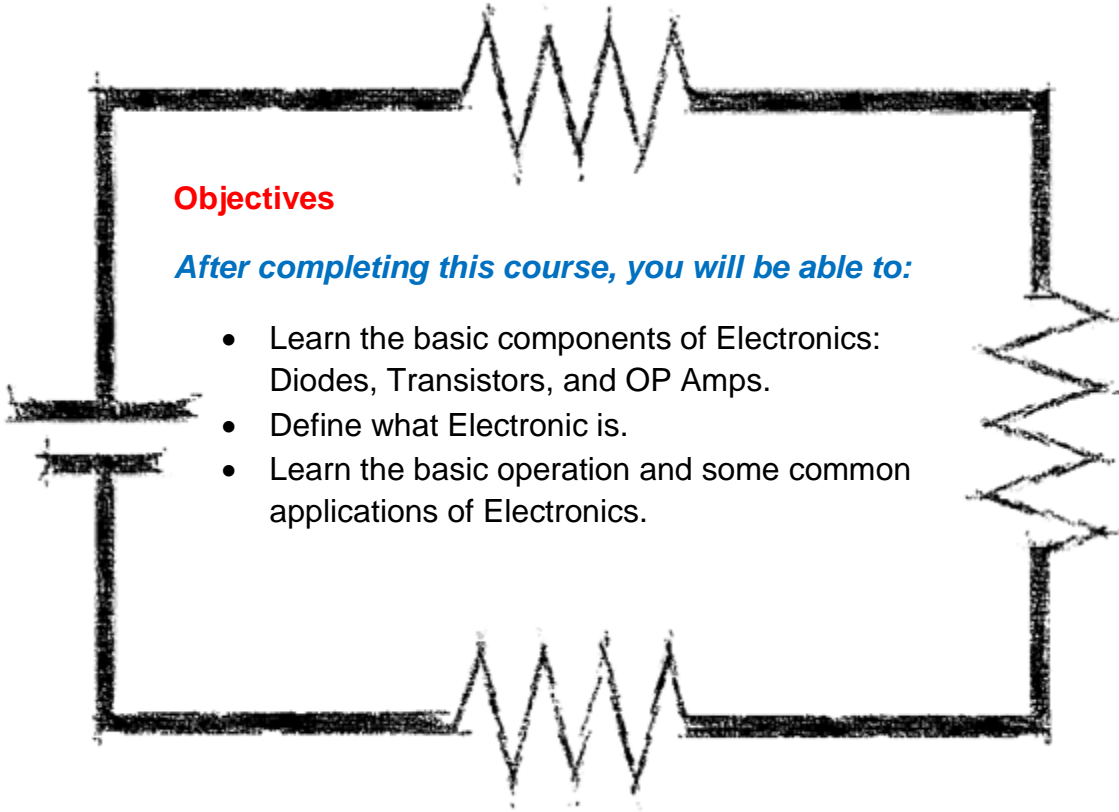 Objectives
After completing this course, you will be able to:
• Learn the basic components of Electronics:
Diodes, Transistors, and OP Amps.
• Define what Electronic is.
• Learn the basic operation and some common
applications of Electronics.